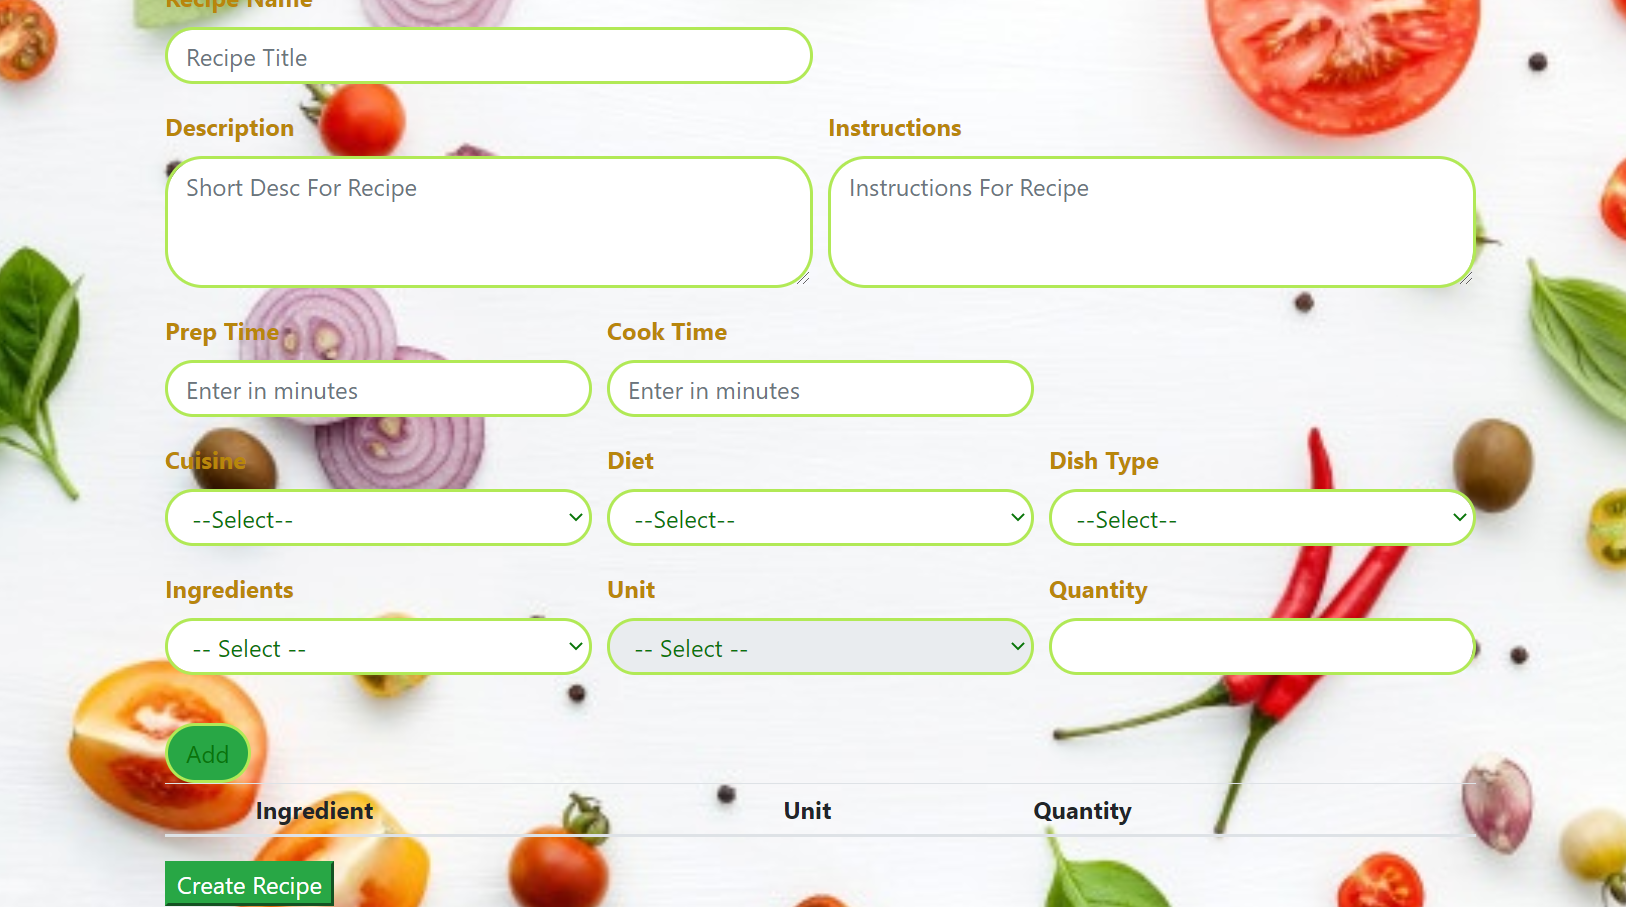 Recipe Name
Recipe Title
Description Instructions
Short Desc For Recipe Instructions For Recipe
Prep Time Cook Time
Enter in minutes Enter in minutes
Cuisine Diet Dish Type
--Select-- --Select-- --Select--
Ingredients Unit Quantity
-- Select -- -- Select --
Add
Ingredient Unit Quantity
Create Recipe